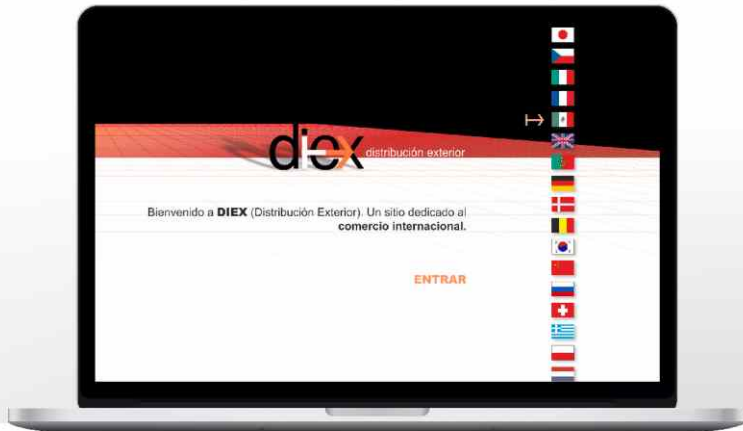 diex
distribución exterior
Bienvenido a DIEX (Distribución Exterior). Un sitio dedicado al
comercio internacional.
ENTRAR